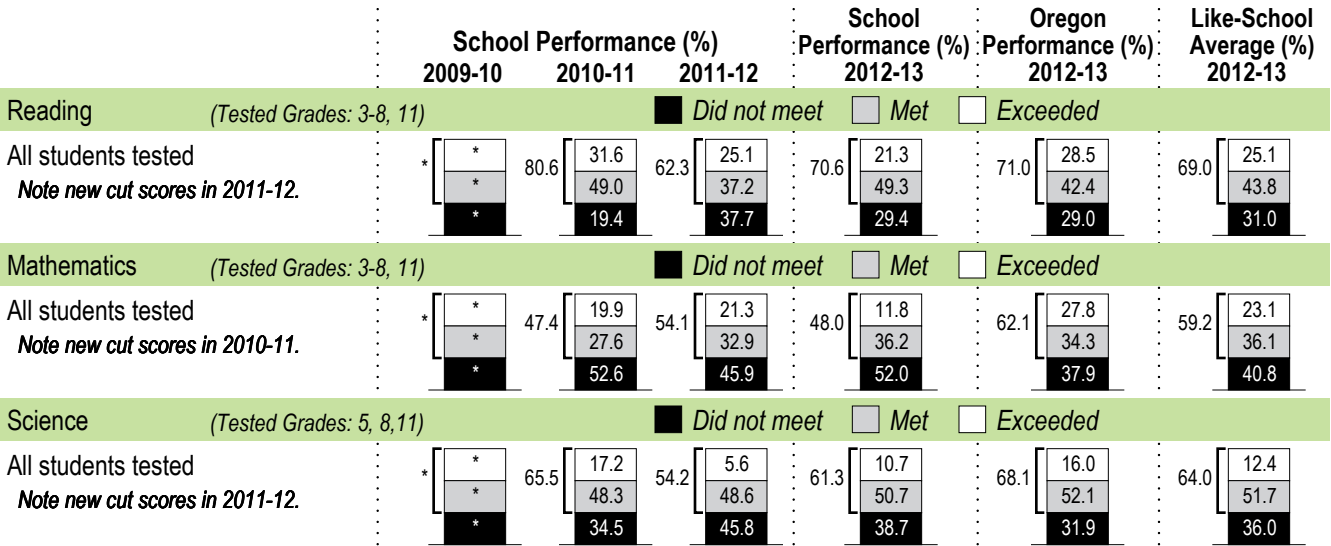 School Performance (%) School Performance (%) Oregon Performance (%) Like-School Average (%)
2009-10 2010-11 2011-12 2012-13 2012-13 2012-13
Reading (Tested Grades: 3-8, 11) Did not meet Met Exceeded
All students tested
Note new cut scores in 2011-12.
* 31.6 25.1 21.3 28.5 25.1
* 80.6 62.3 70.6 71.0 69.0
* 49.0 37.2 49.3 42.4 43.8
* 19.4 37.7 29.4 29.0 31.0
Mathematics (Tested Grades: 3-8, 11) Did not meet Met Exceeded
All students tested
Note new cut scores in 2010-11.
* 19.9 21.3 11.8 27.8 23.1
* 47.4 54.1 48.0 62.1 59.2
* 27.6 32.9 36.2 34.3 36.1
* 52.6 45.9 52.0 37.9 40.8
Science (Tested Grades: 5, 8,11) Did not meet Met Exceeded
All students tested
Note new cut scores in 2011-12.
* 17.2 5.6 10.7 16.0 12.4
* 65.5 54.2 61.3 68.1 64.0
* 48.3 48.6 50.7 52.1 51.7
* 34.5 45.8 38.7 31.9 36.0